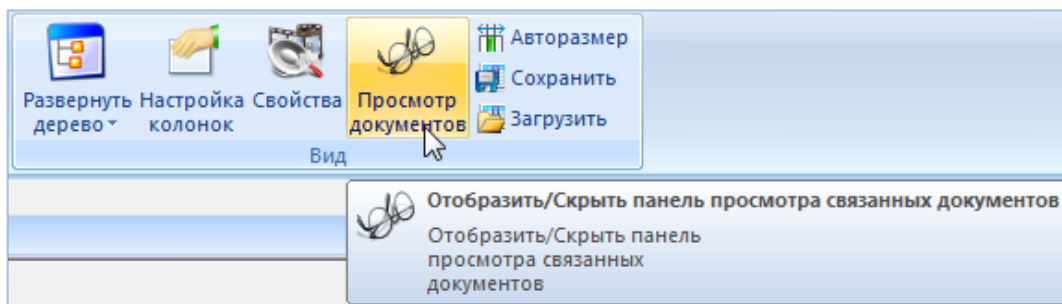 Развернуть
дерево
Настройка
колонок
Свойства
Просмотр
документов
Авторазмер
Сохранить
Загрузить
Вид
Отобразить/Скрыть панель просмотра связанных документов
Отобразить/Скрыть панель
просмотра связанных
документов